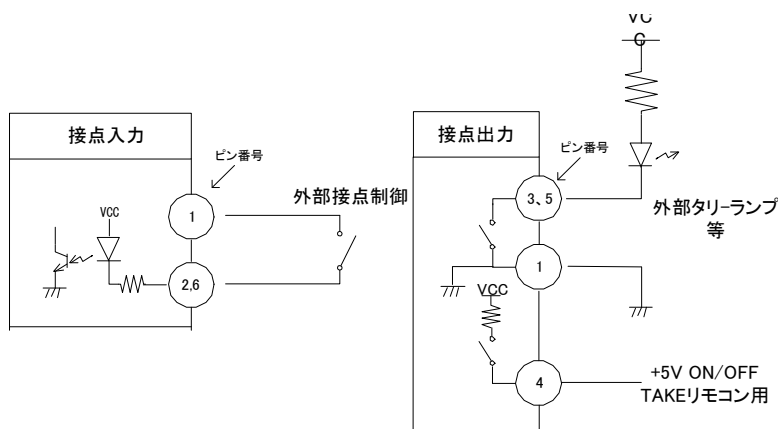 接点入力
ピン番号
1
外部接点制御
VCC
2,6
VC
C
接点出力
ピン番号
3、5
外部タリーランプ
等
1
VCC
4
+5V ON/OFF
TAKEリモコン用